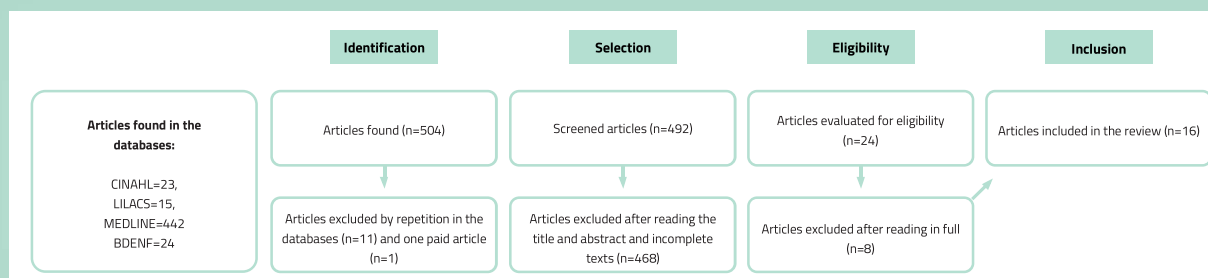 Identification
Selection
Eligibility
Inclusion
Articles found in the
databases:
CINAHL=23,
LILACS=15,
MEDLINE=442
BDENF=24
Articles found (n=504)
Articles excluded by repetition in the
databases (n=11) and one paid article
(n=1)
Screened articles (n=492)
Articles excluded after reading the
title and abstract and incomplete
texts (n=468)
Articles evaluated for eligibility
(n=24)
Articles excluded after reading in full
(n=8)
Articles included in the review (n=16)